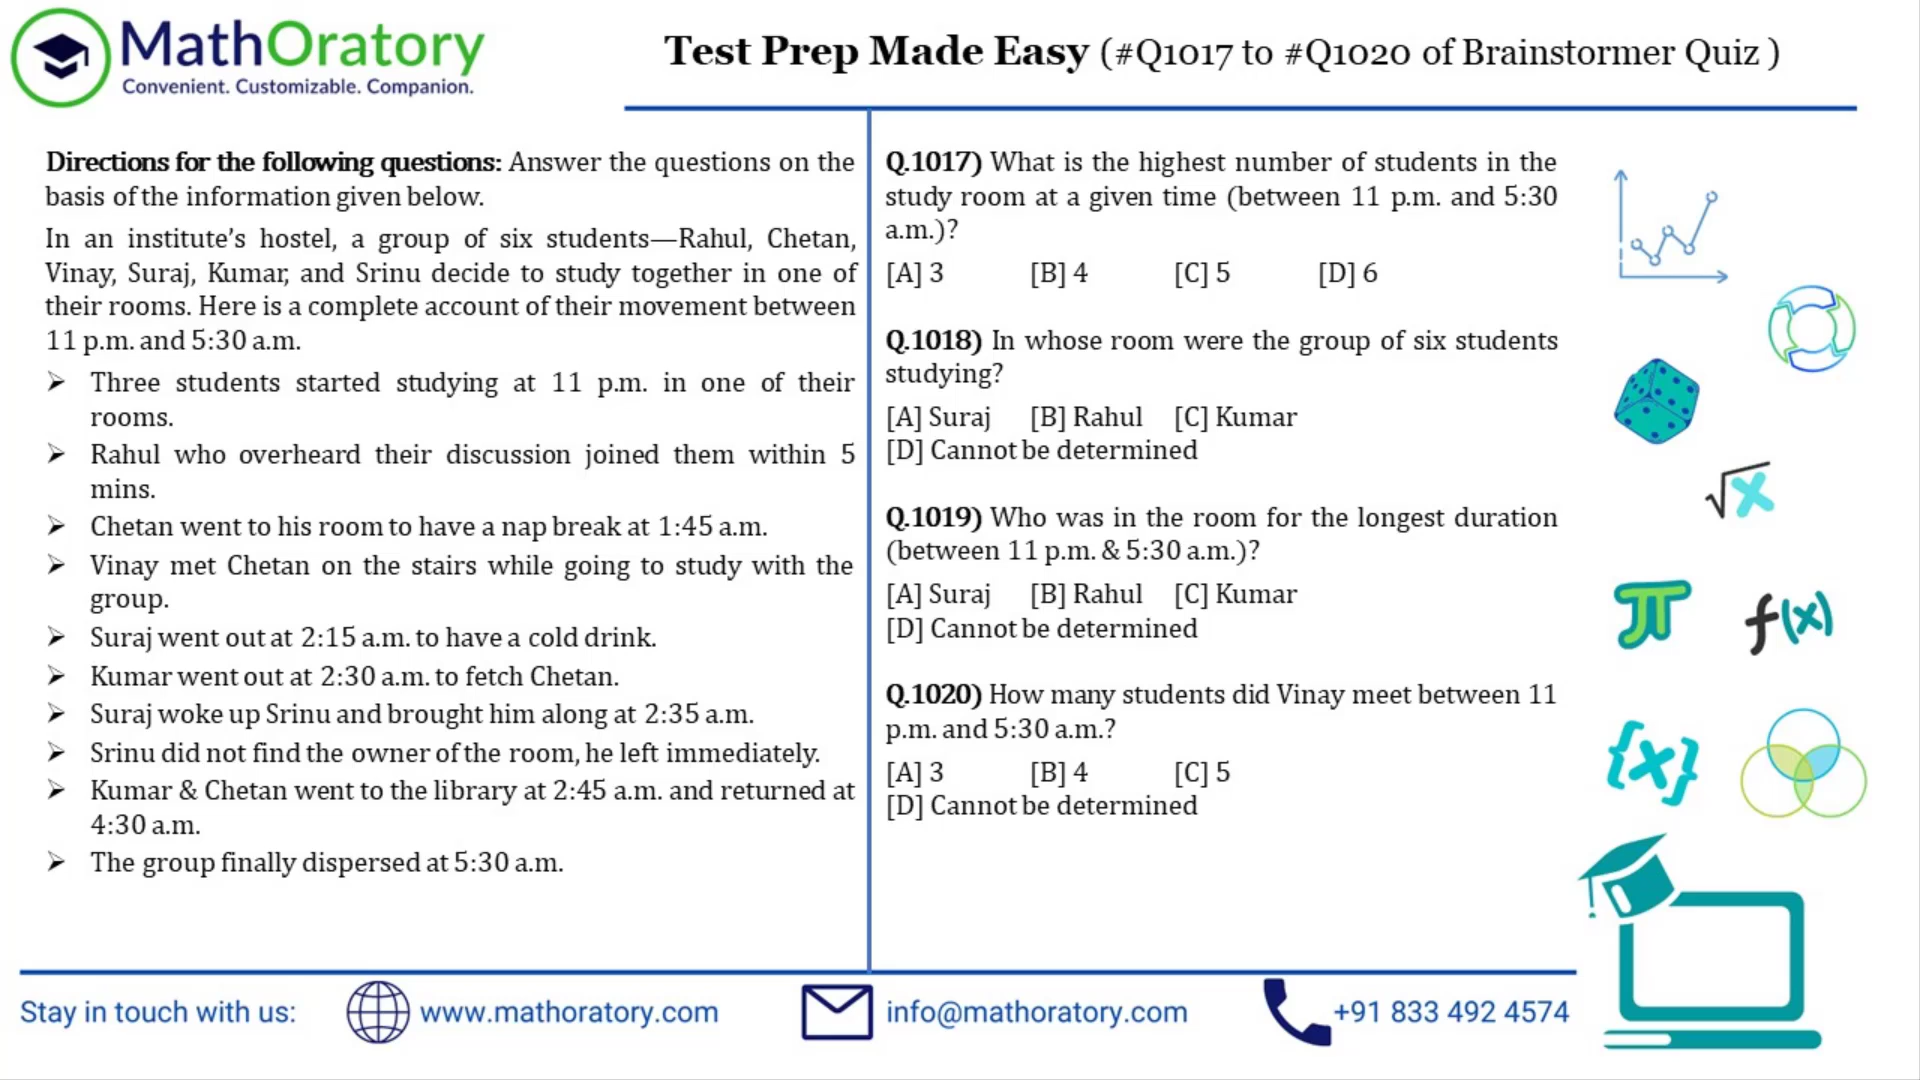 MathOratory
Convenient. Customizable. Companion.
Test Prep Made Easy (#Q1017 to #Q1020 of Brainstormer Quiz )
Directions for the following questions: Answer the questions on the
basis of the information given below.
In an institute's hostel, a group of six students—Rahul, Chetan,
Vinay, Suraj, Kumar, and Srinu decide to study together in one of
their rooms. Here is a complete account of their movement between
11 p.m. and 5:30 a.m.
➢ Three students started studying at 11 p.m. in one of their
rooms.
➢ Rahul who overheard their discussion joined them within 5
mins.
➢ Chetan went to his room to have a nap break at 1:45 a.m.
➢ Vinay met Chetan on the stairs while going to study with the
group.
➢ Suraj went out at 2:15 a.m. to have a cold drink.
➢ Kumar went out at 2:30 a.m. to fetch Chetan.
➢ Suraj woke up Srinu and brought him along at 2:35 a.m.
➢ Srinu did not find the owner of the room, he left immediately.
➢ Kumar & Chetan went to the library at 2:45 a.m. and returned at
4:30 a.m.
➢ The group finally dispersed at 5:30 a.m.
Q.1017) What is the highest number of students in the
study room at a given time (between 11 p.m. and 5:30
a.m.)?
[A] 3 [B] 4 [C] 5 [D] 6
Q.1018) In whose room were the group of six students
studying?
[A] Suraj [B] Rahul [C] Kumar
[D] Cannot be determined
Q.1019) Who was in the room for the longest duration
(between 11 p.m. & 5:30 a.m.)?
[A] Suraj [B] Rahul [C] Kumar
[D] Cannot be determined
Q.1020) How many students did Vinay meet between 11
p.m. and 5:30 a.m.?
[A] 3 [B] 4 [C] 5
[D] Cannot be determined
√x
π f(x)
{x}
Stay in touch with us: www.mathoratory.com info@mathoratory.com +91 833 492 4574